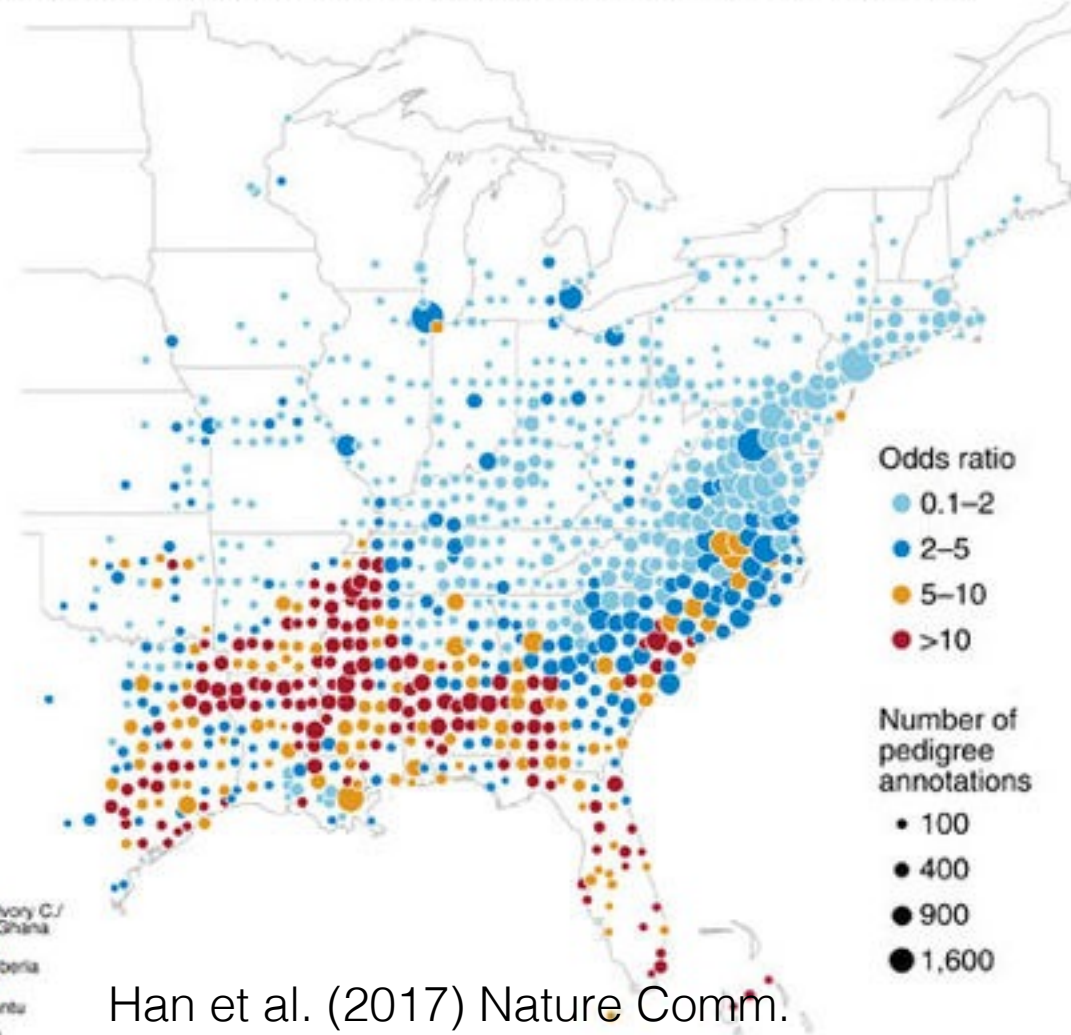 Odds ratio
0.1–2
2–5
5–10
>10
Number of
pedigree
annotations
100
400
900
1,600
Han et al. (2017) Nature Comm.